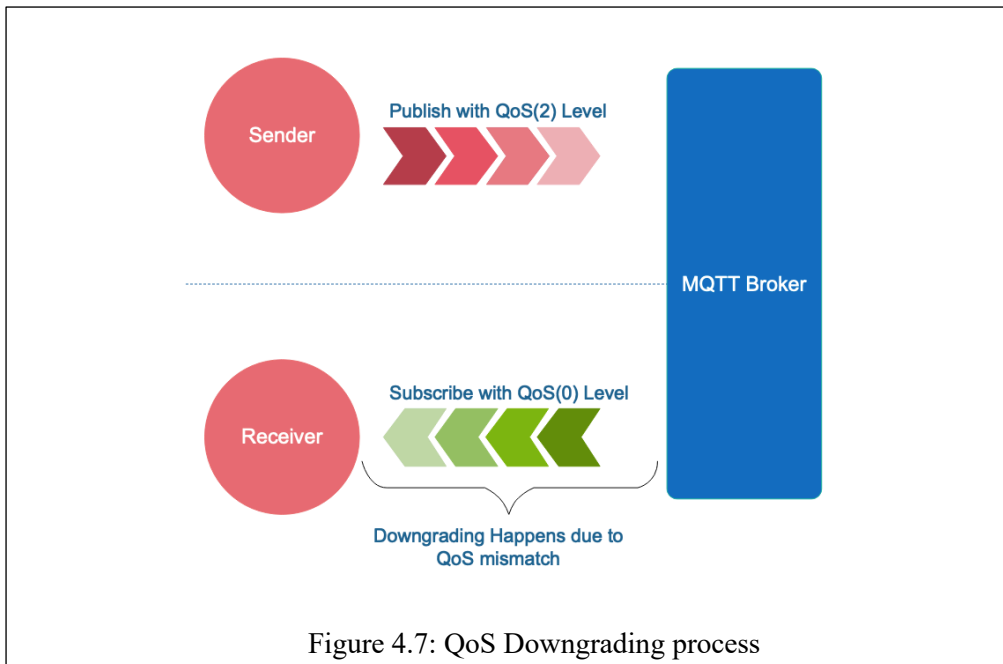 Publish with QoS(2) Level
Sender
MQTT Broker
Subscribe with QoS(0) Level
Receiver
Downgrading Happens due to
QoS mismatch
Figure 4.7: QoS Downgrading process